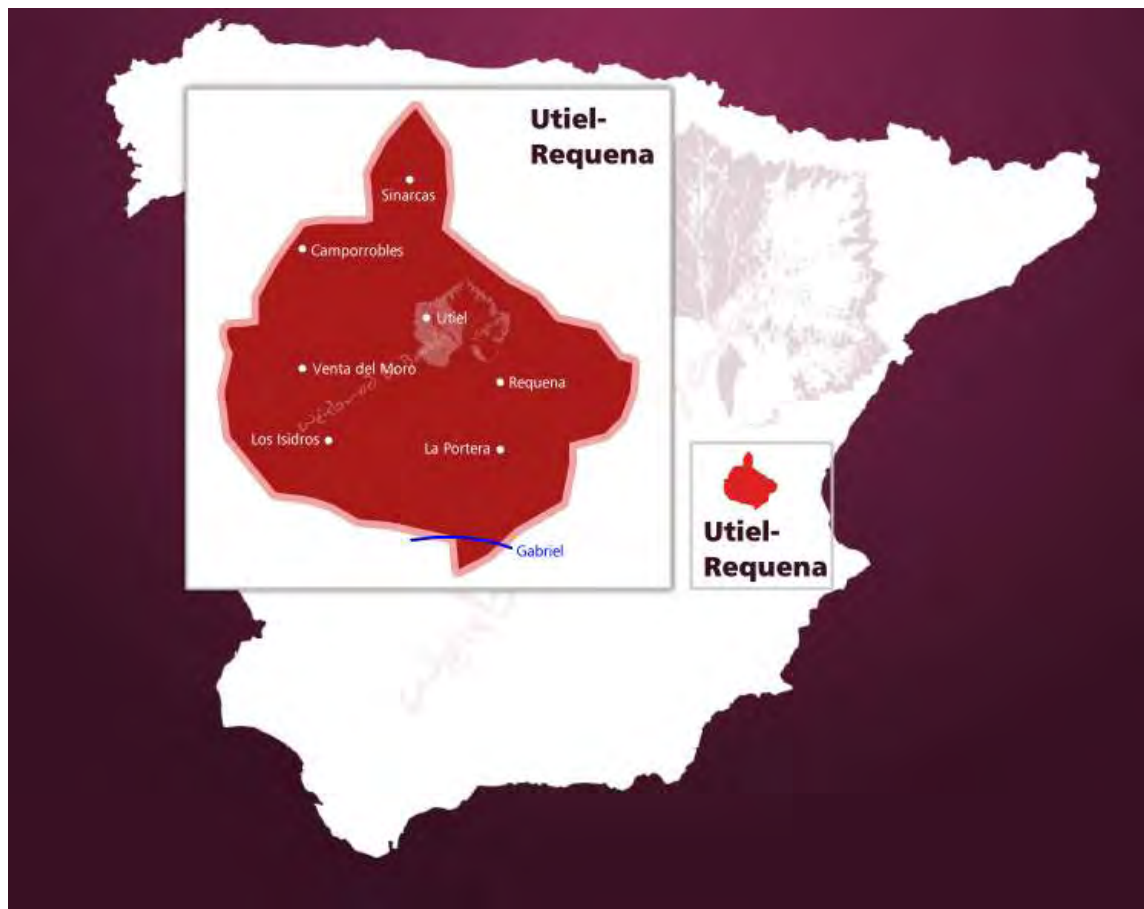 Utiel-
Requena
Sinarcas
Camporrobles
Utiel
Venta del Moro
Requena
Los Isidros
La Portera
Gabriel
Utiel-
Requena